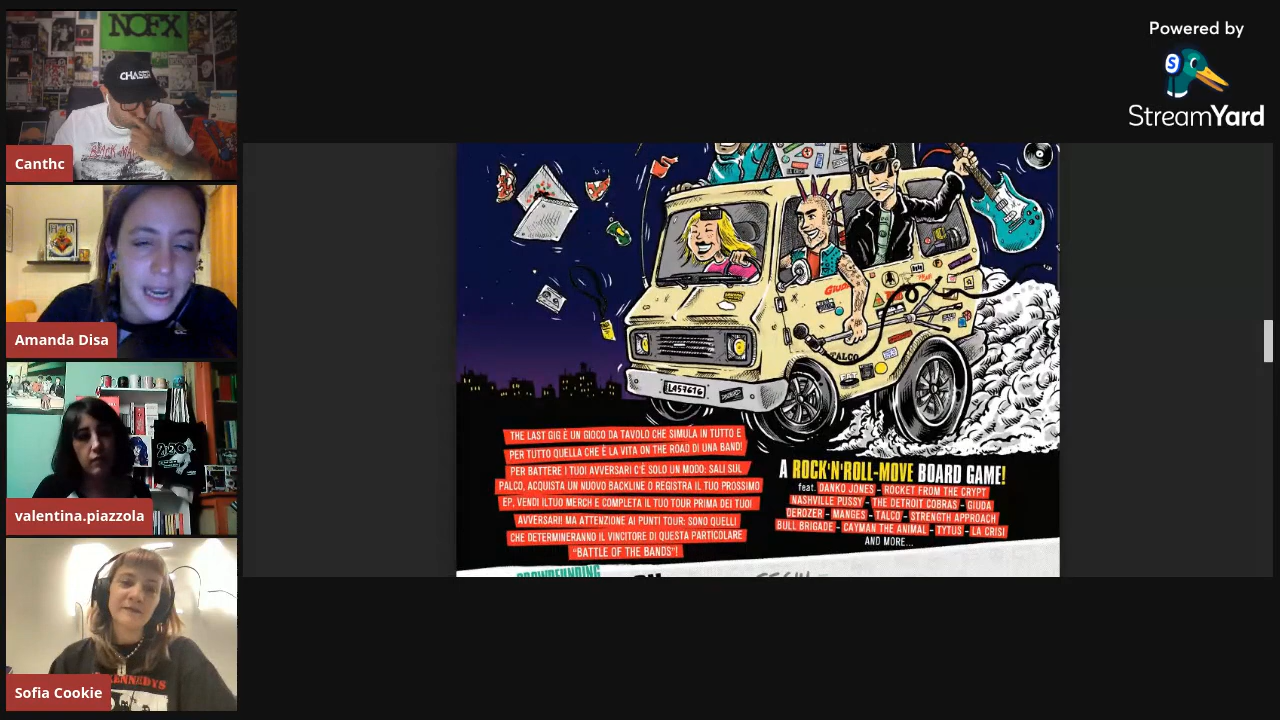 NOFX
CHASER
Canthc
Amanda Disa
valentina.piazzola
Sofia Cookie
Powered by
StreamYard
GIUDA
TALCO
LA57G1G
THE LAST GIG È UN GIOCO DA TAVOLO CHE SIMULA IN TUTTO E
PER TUTTO QUELLA CHE È LA VITA ON THE ROAD DI UNA BAND!
PER BATTERE I TUOI AVVERSARI C'È SOLO UN MODO: SALI SUL
PALCO, ACQUISTA UN NUOVO BACKLINE O REGISTRA IL TUO PROSSIMO
EP, VENDI IL TUO MERCH E COMPLETA IL TUO TOUR PRIMA DEI TUOI
AVVERSARI! MA ATTENZIONE AI PUNTI TOUR: SONO QUELLI
CHE DETERMINERANNO IL VINCITORE DI QUESTA PARTICOLARE
"BATTLE OF THE BANDS"!
A ROCK'N'ROLL-MOVE BOARD GAME!
feat. DANKO JONES – ROCKET FROM THE CRYPT
NASHVILLE PUSSY – THE DETROIT COBRAS – GIUDA
DEROZER – MANGES – TALCO – STRENGTH APPROACH
BULL BRIGADE – CAYMAN THE ANIMAL – TYTUS – LA CRISI
AND MORE...
CROWDFUNDING